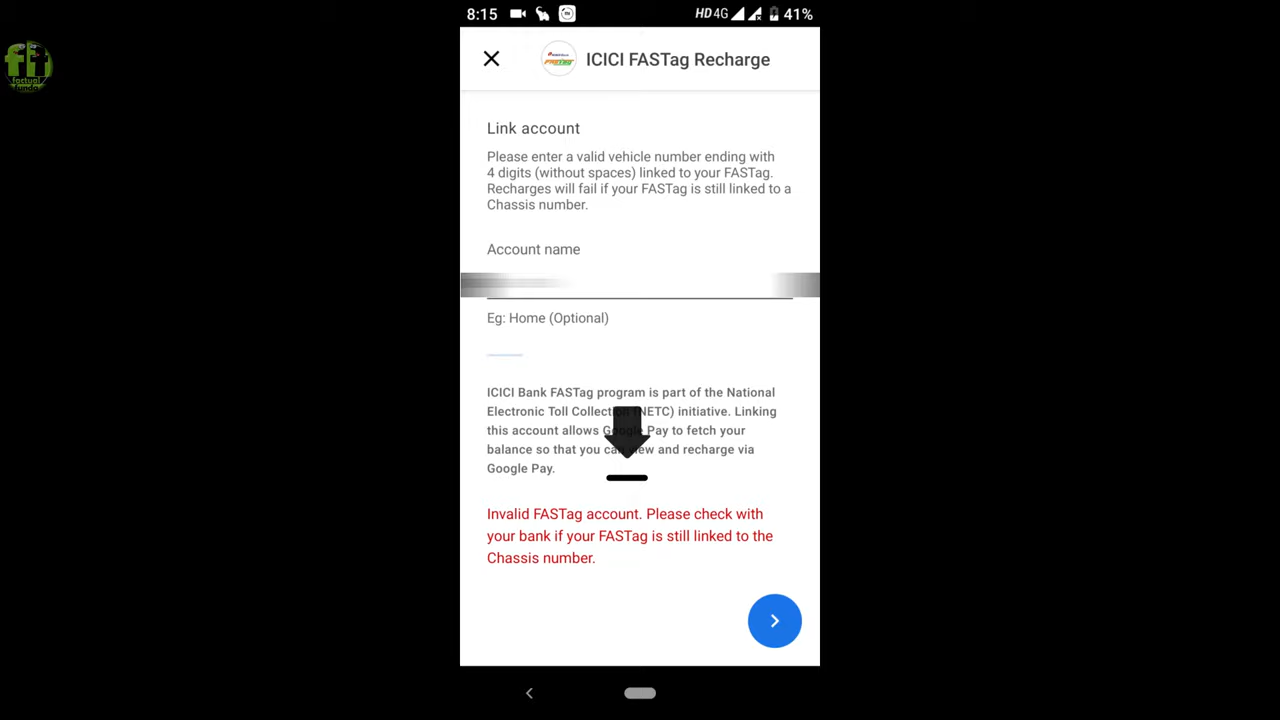 8:15
HD 4G 41%
fT
factual
funda
ICICI FASTag Recharge
Link account
Please enter a valid vehicle number ending with
4 digits (without spaces) linked to your FASTag.
Recharges will fail if your FASTag is still linked to a
Chassis number.
Account name
Eg: Home (Optional)
ICICI Bank FASTag program is part of the National
Electronic Toll Collection (NETC) initiative. Linking
this account allows Google Pay to fetch your
balance so that you can view and recharge via
Google Pay.
Invalid FASTag account. Please check with
your bank if your FASTag is still linked to the
Chassis number.